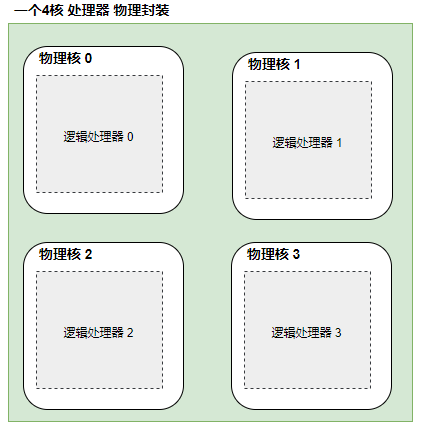 一个4核 处理器 物理封装
物理核 0
物理核 1
逻辑处理器 0
逻辑处理器 1
物理核 2
物理核 3
逻辑处理器 2
逻辑处理器 3